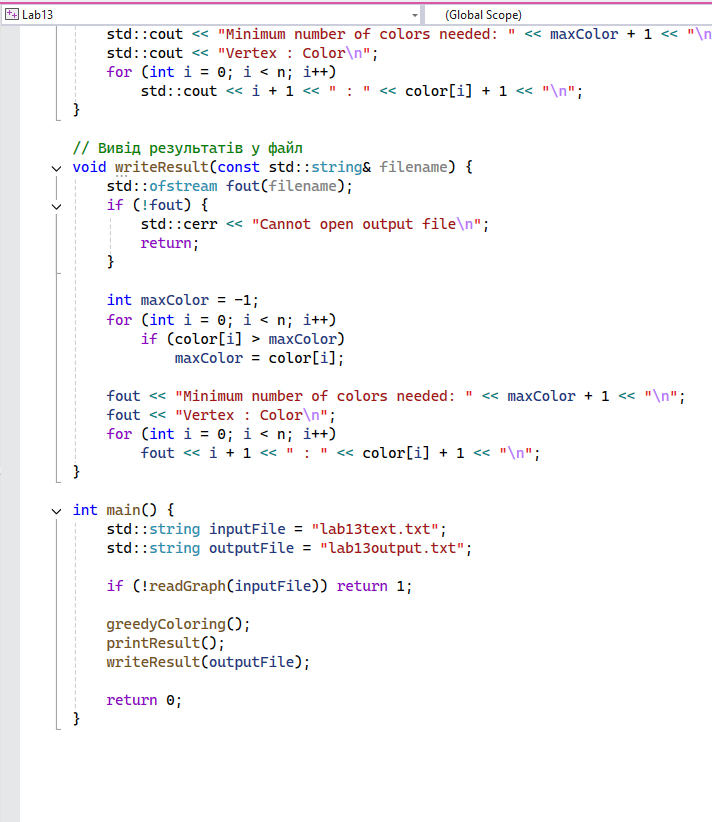 Lab13 (Global Scope)
std::cout << "Minimum number of colors needed: " << maxColor + 1 << "\n
std::cout << "Vertex : Color\n";
for (int i = 0; i < n; i++)
std::cout << i + 1 << " : " << color[i] + 1 << "\n";
}
// Вивід результатів у файл
void writeResult(const std::string& filename) {
std::ofstream fout(filename);
if (!fout) {
std::cerr << "Cannot open output file\n";
return;
}
int maxColor = -1;
for (int i = 0; i < n; i++)
if (color[i] > maxColor)
maxColor = color[i];
fout << "Minimum number of colors needed: " << maxColor + 1 << "\n";
fout << "Vertex : Color\n";
for (int i = 0; i < n; i++)
fout << i + 1 << " : " << color[i] + 1 << "\n";
}
int main() {
std::string inputFile = "lab13text.txt";
std::string outputFile = "lab13output.txt";
if (!readGraph(inputFile)) return 1;
greedyColoring();
printResult();
writeResult(outputFile);
return 0;
}